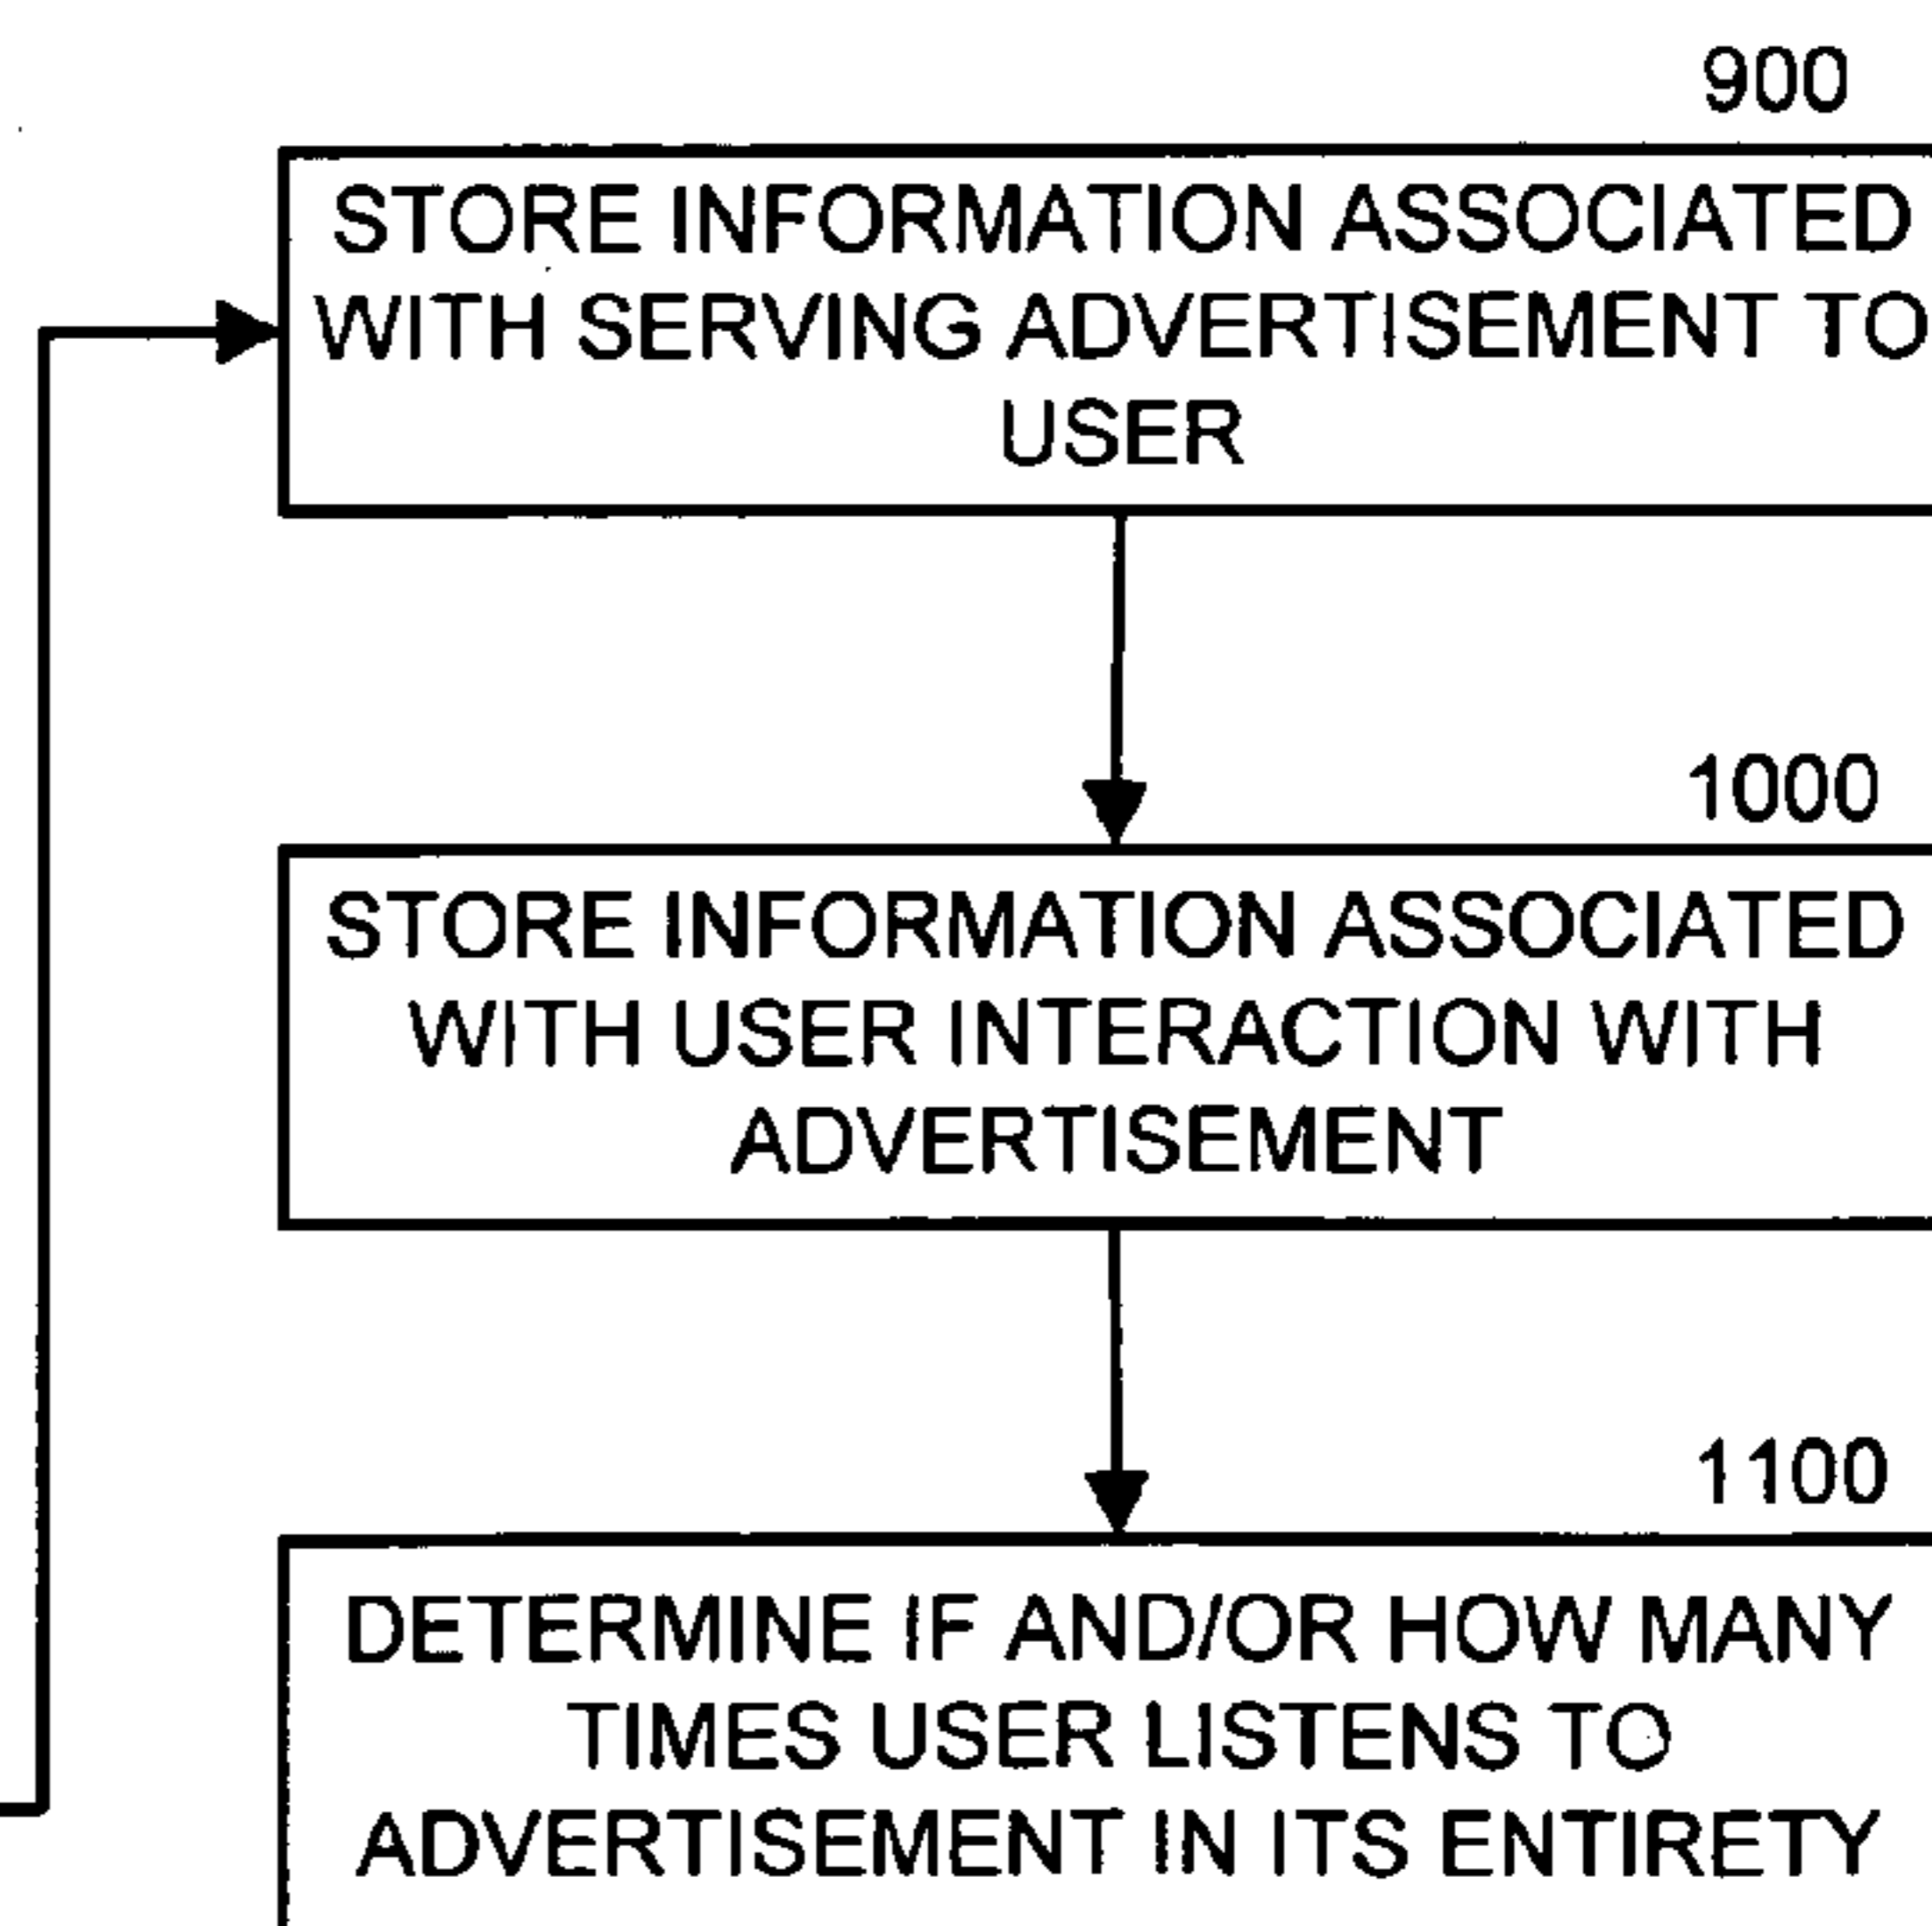 900
STORE INFORMATION ASSOCIATED
WITH SERVING ADVERTISEMENT TO
USER
1000
STORE INFORMATION ASSOCIATED
WITH USER INTERACTION WITH
ADVERTISEMENT
1100
DETERMINE IF AND/OR HOW MANY
TIMES USER LISTENS TO
ADVERTISEMENT IN ITS ENTIRETY